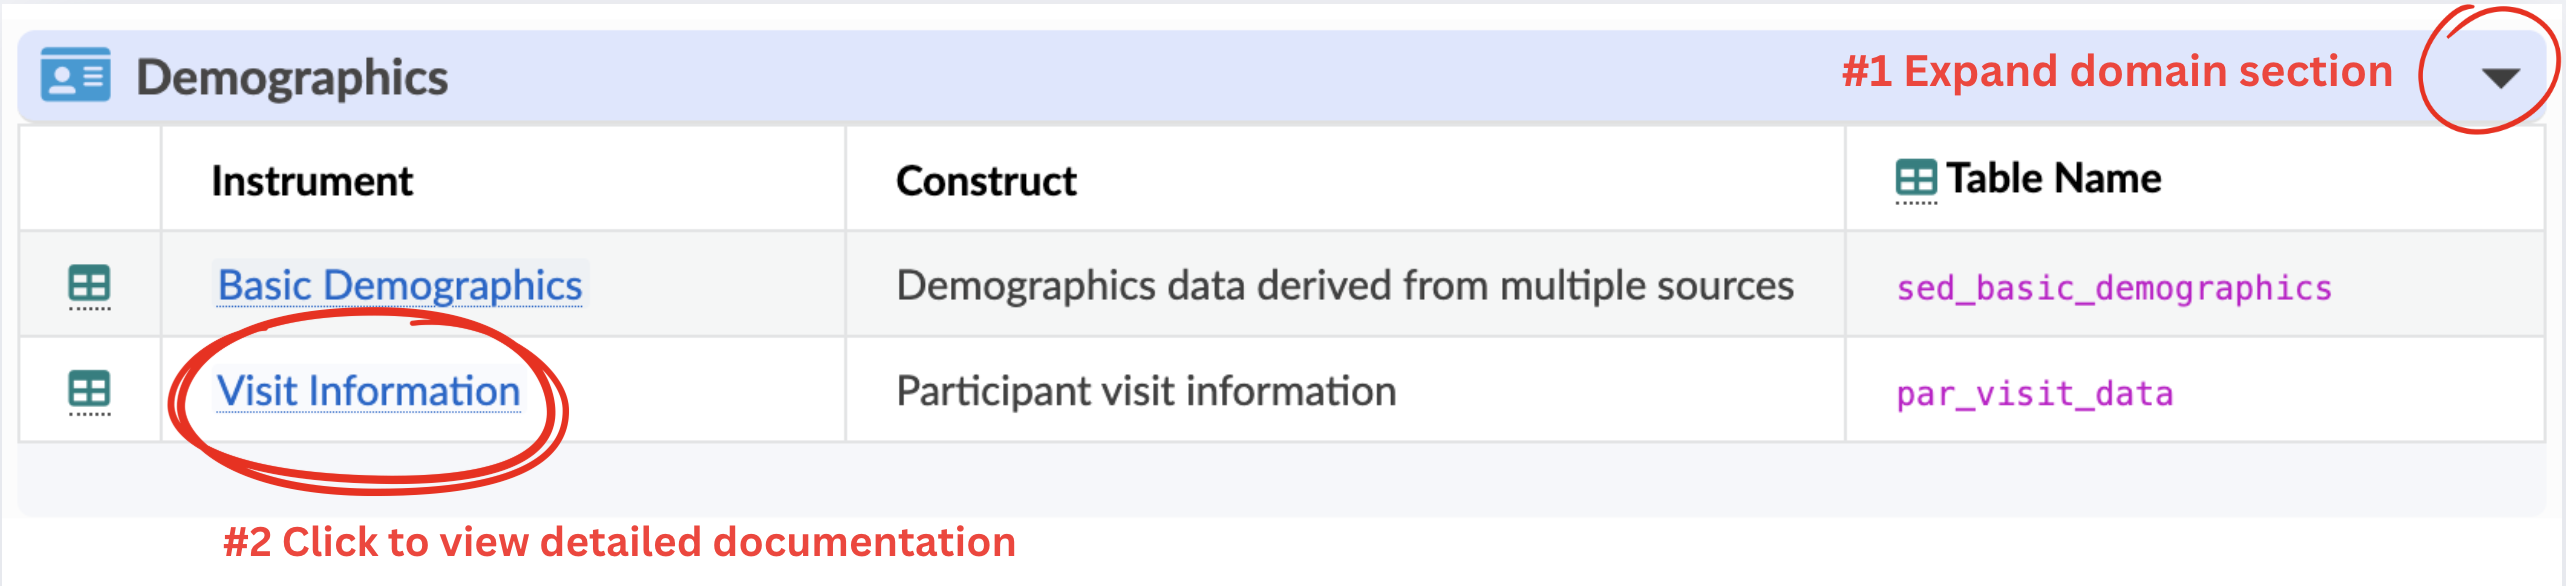 Demographics
#1 Expand domain section
Instrument
Construct
Table Name
Basic Demographics
Demographics data derived from multiple sources
sed_basic_demographics
Visit Information
Participant visit information
par_visit_data
#2 Click to view detailed documentation